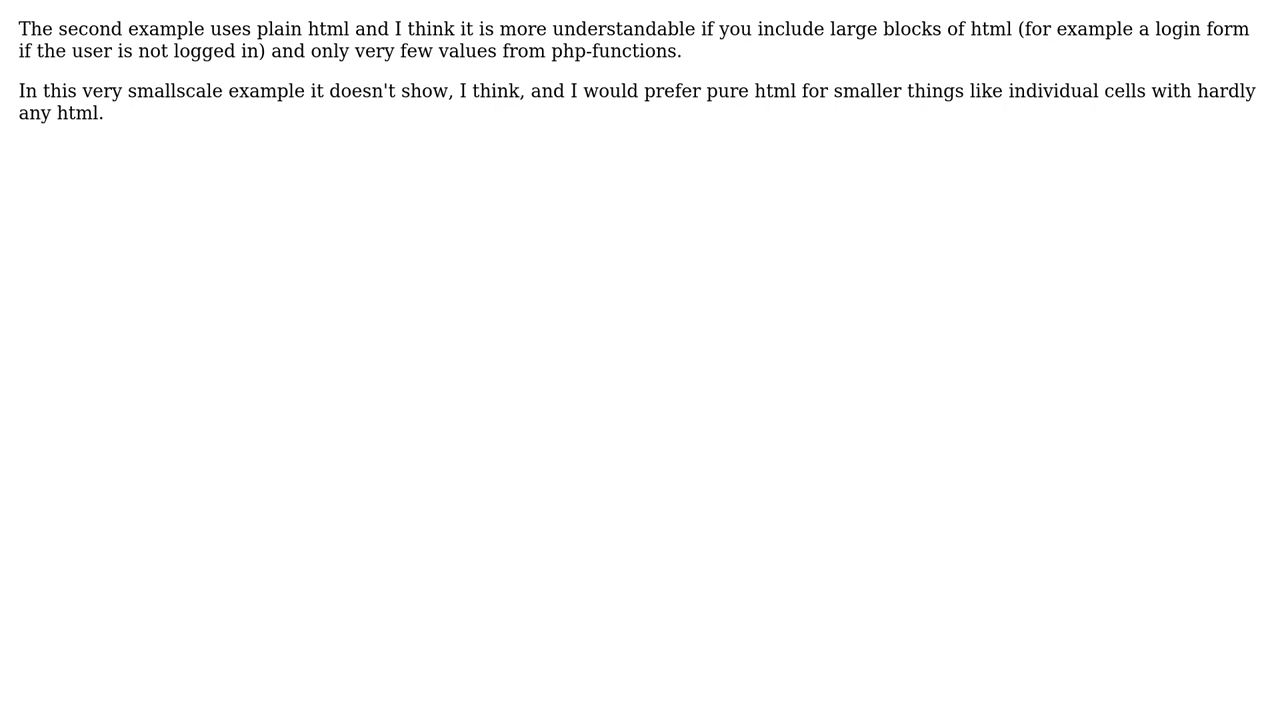 The second example uses plain html and I think it is more understandable if you include large blocks of html (for example a login form
if the user is not logged in) and only very few values from php-functions.
In this very smallscale example it doesn't show, I think, and I would prefer pure html for smaller things like individual cells with hardly
any html.